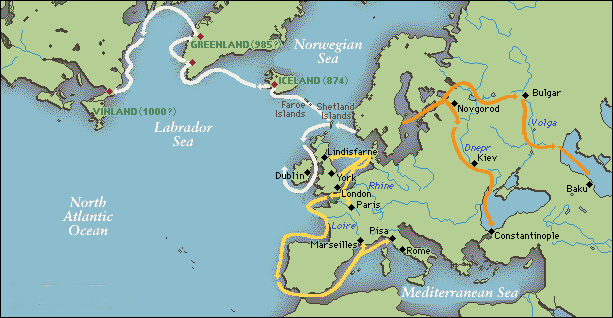 GREENLAND (985?)
Norwegian
Sea
ICELAND (874)
VINLAND (1000?)
Labrador
Sea
Faroe
Islands
Shetland
Islands
Bulgar
Novgorod
Volga
Lindisfarne
Dnepr
Kiev
Dublin
York
London
Rhine
Paris
Baku
North
Atlantic
Ocean
Loire
Pisa
Constantinople
Marseilles
Rome
Mediterranean Sea